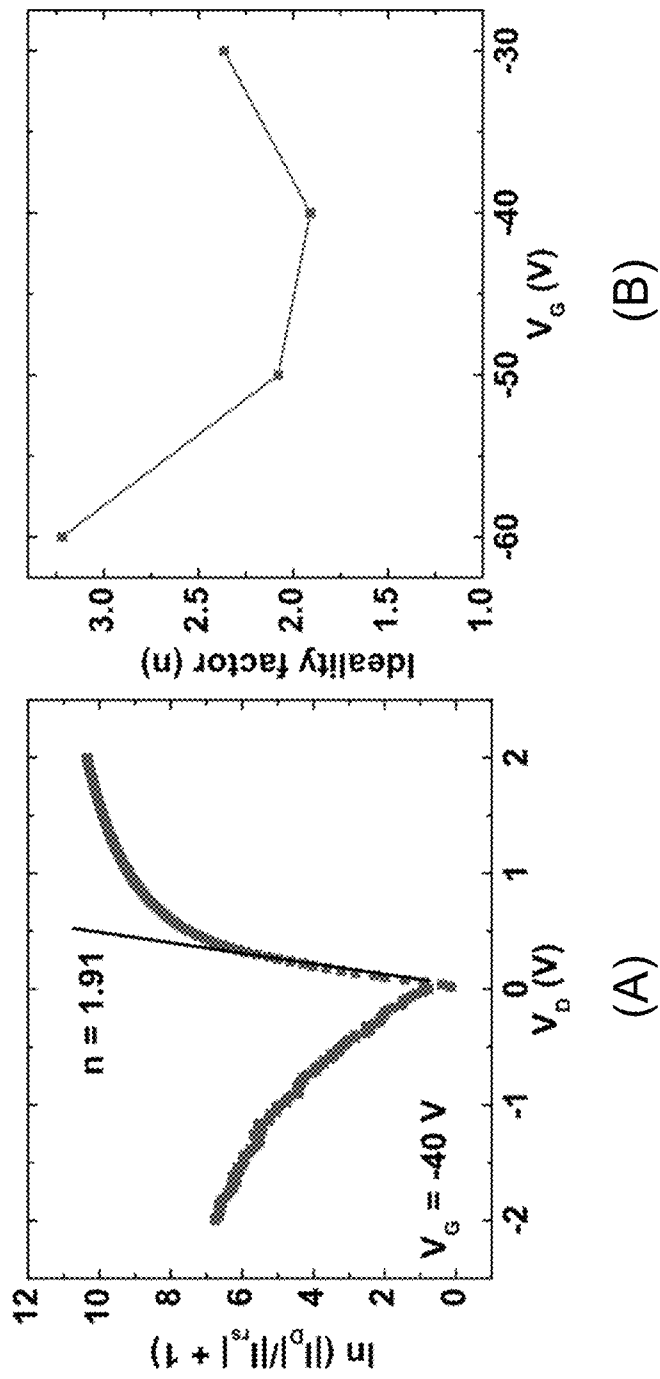 12
10
8
6
4
2
0
ln (|I_D|/|I_rs| + 1)
n = 1.91
V_G = -40 V
-2
-1
0
1
2
V_D (V)
(A)
3.0
2.5
2.0
1.5
1.0
Ideality factor (n)
-60
-50
-40
-30
V_G (V)
(B)